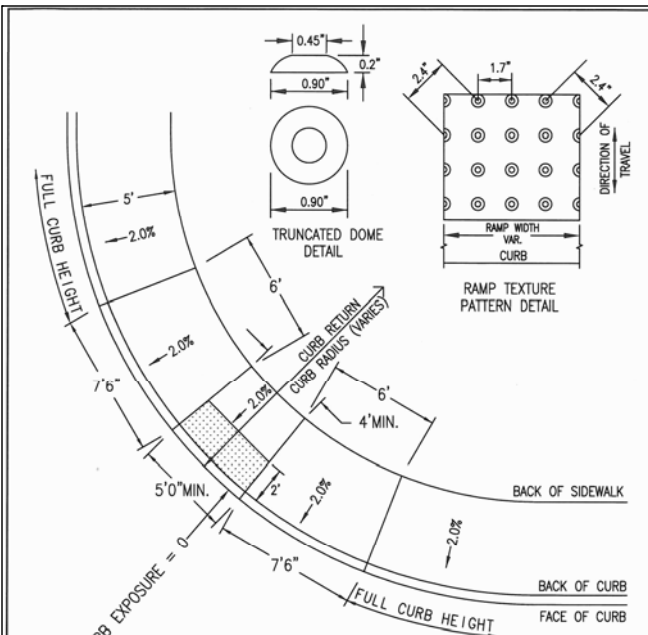 0.45"
0.2"
0.90"
0.90"
TRUNCATED DOME
DETAIL
2.4"
1.7"
2.4"
DIRECTION OF
TRAVEL
RAMP WIDTH
VAR.
CURB
RAMP TEXTURE
PATTERN DETAIL
FULL CURB HEIGHT
5'
2.0%
6'
2.0%
7'6"
CURB RETURN
CURB RADIUS (VARIES)
2.0%
6'
4'MIN.
5'0"MIN.
2'
2.0%
2.0%
BACK OF SIDEWALK
7'6"
EXPOSURE = 0
FULL CURB HEIGHT
BACK OF CURB
FACE OF CURB